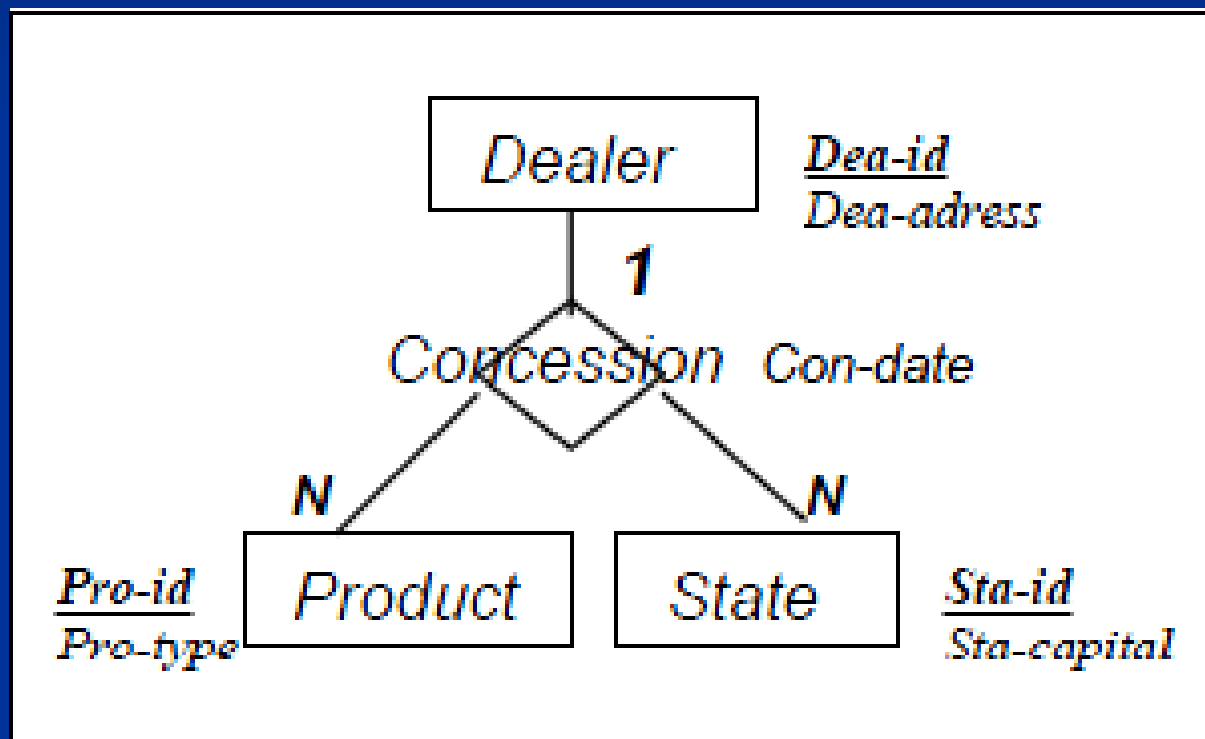 Dealer
Dea-id
Dea-adress
1
Concession
Con-date
N
N
Pro-id
Pro-type
Product
State
Sta-id
Sta-capital